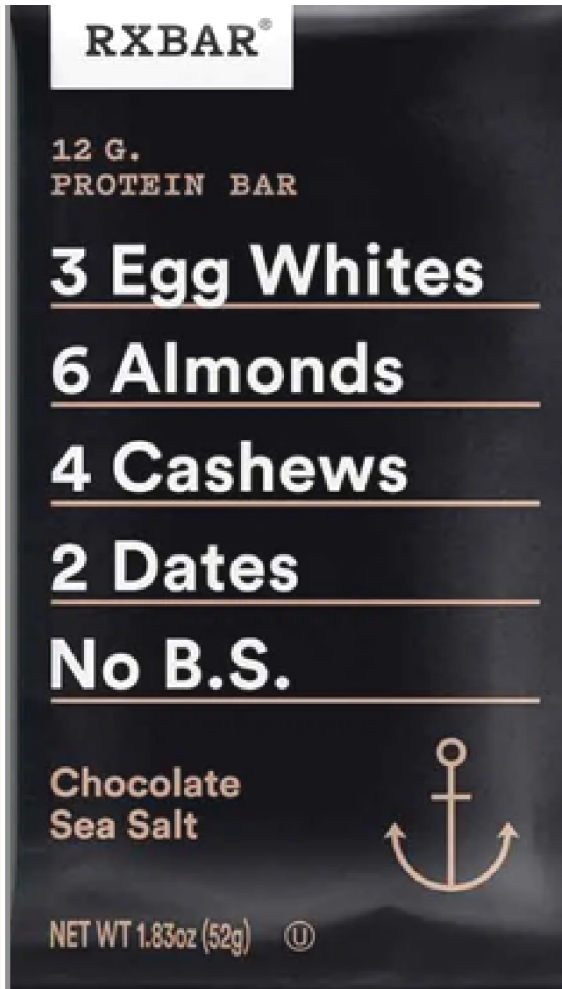 RXBAR®
12 G.
PROTEIN BAR
3 Egg Whites
6 Almonds
4 Cashews
2 Dates
No B.S.
Chocolate
Sea Salt
NET WT 1.83oz (52g) Ⓤ